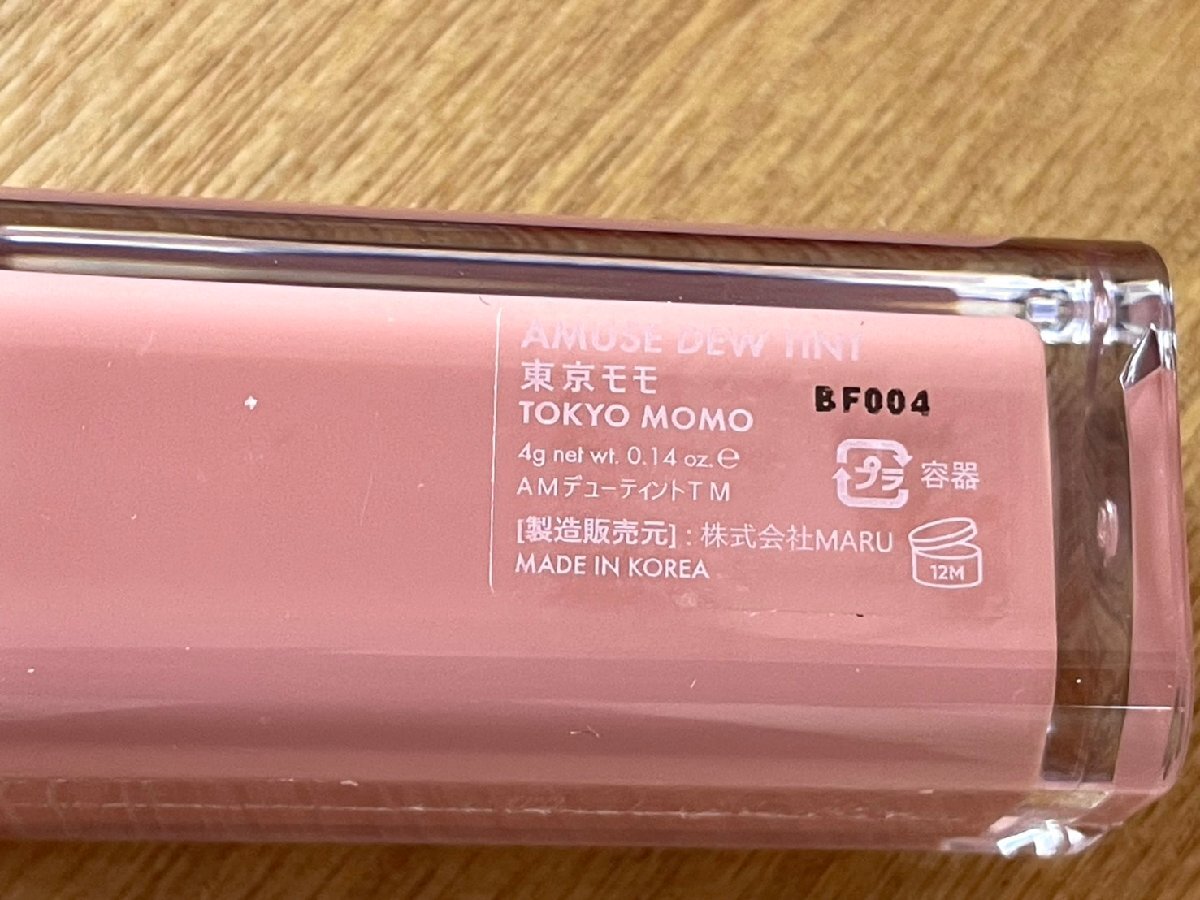 AMUSE DEW TINT
東京モモ
TOKYO MOMO
BF004
4g net wt. 0.14 oz. ℮
プラ 容器
AMデューティントTM
[製造販売元] : 株式会社MARU
12M
MADE IN KOREA